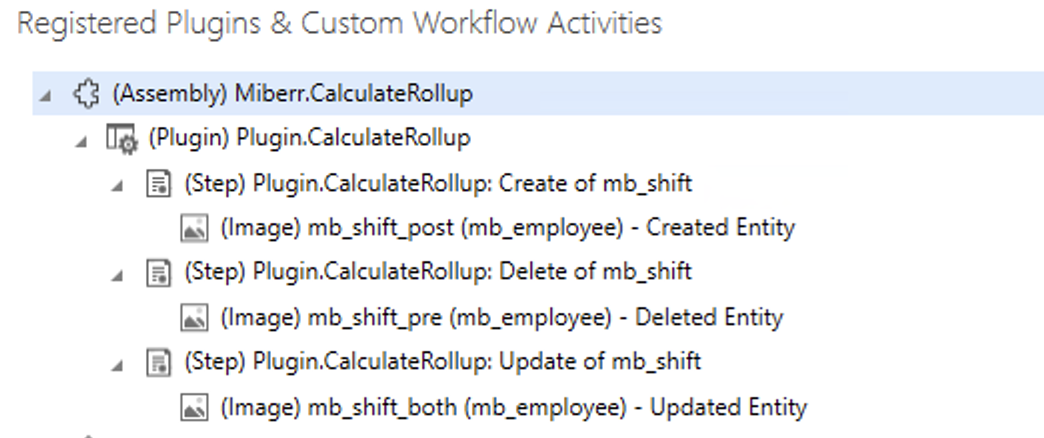 Registered Plugins & Custom Workflow Activities
(Assembly) Miberr.CalculateRollup
(Plugin) Plugin.CalculateRollup
(Step) Plugin.CalculateRollup: Create of mb_shift
(Image) mb_shift_post (mb_employee) - Created Entity
(Step) Plugin.CalculateRollup: Delete of mb_shift
(Image) mb_shift_pre (mb_employee) - Deleted Entity
(Step) Plugin.CalculateRollup: Update of mb_shift
(Image) mb_shift_both (mb_employee) - Updated Entity